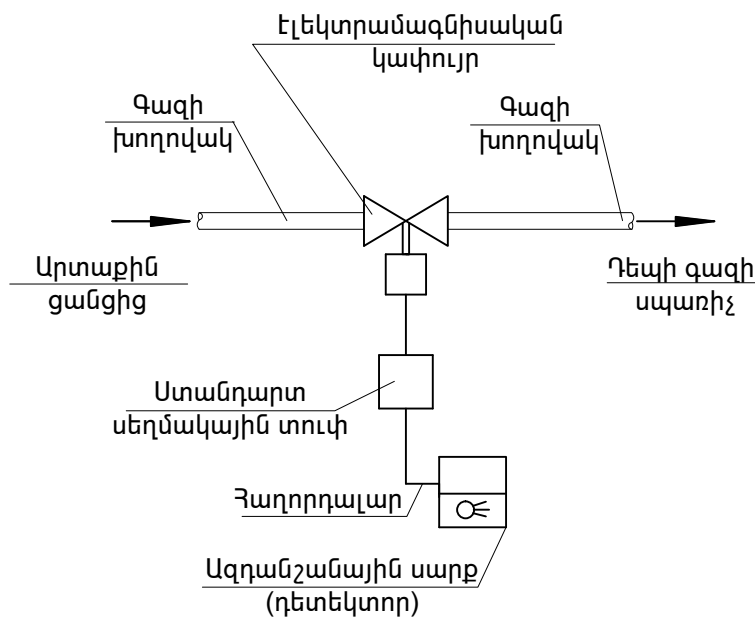 էլեկտրամագնիսական
կափույր
Գազի
խողովակ
Գազի
խողովակ
Արտաքին
ցանցից
Դեպի գազի
սպառիչ
Ստանդարտ
սեղմակային տուփ
Հաղորդալար
Ազդանշանային սարք
(դետեկտոր)